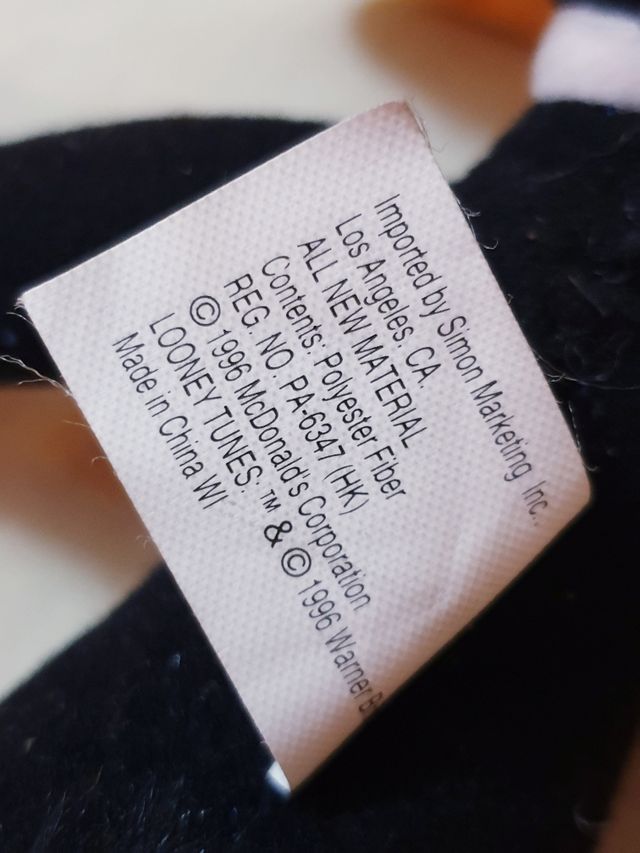 Imported by Simon Marketing Inc.,
Los Angeles, CA.
ALL NEW MATERIAL
Contents: Polyester Fiber
REG. NO. PA-6347 (HK)
© 1996 McDonald's Corporation
LOONEY TUNES: ™ & © 1996 Warner
Made in China WI